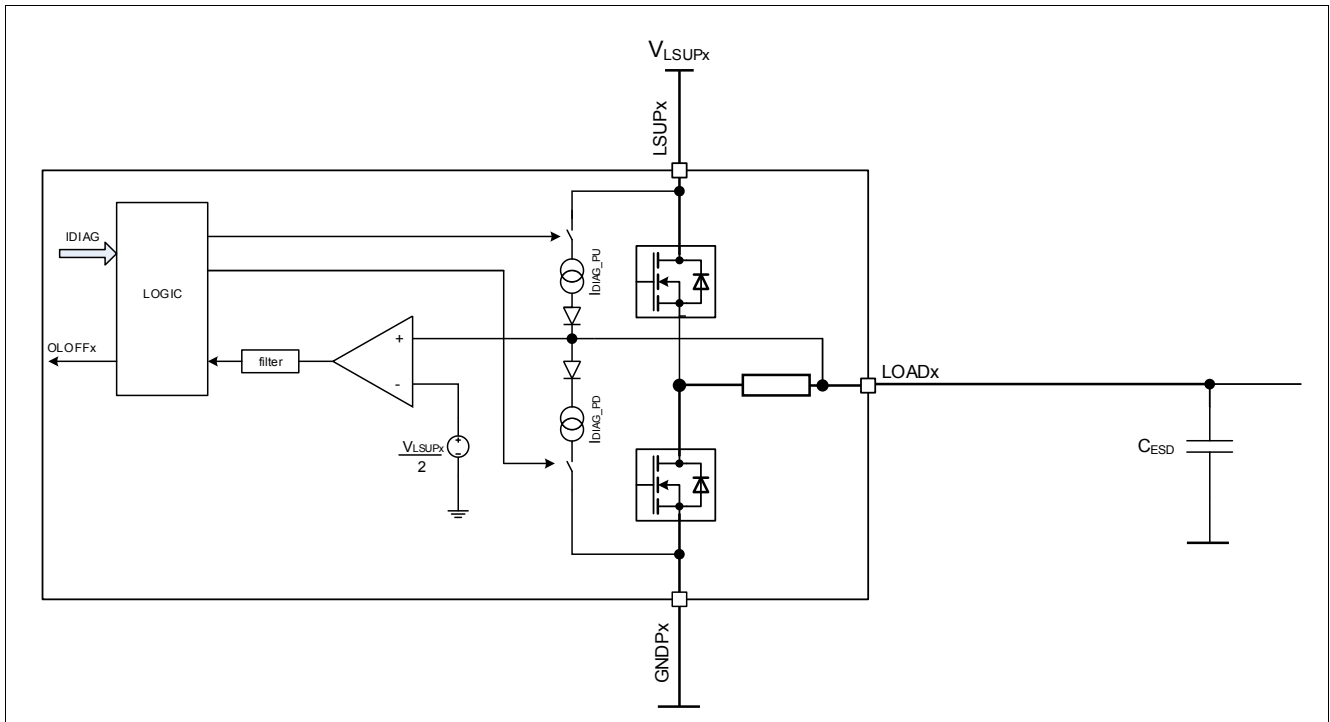 VLSUPx
LSUPx
IDIAG
LOGIC
OLOFFx
filter
+
-
VLSUPx
2
+
-
IDIAG_PU
IDIAG_PD
LOADx
CESD
GNDPx